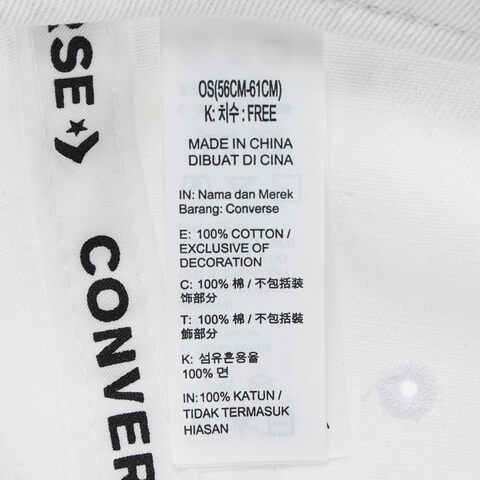 RSE
CONVER
OS(56CM-61CM)
K: 치수 : FREE
MADE IN CHINA
DIBUAT DI CINA
IN: Nama dan Merek
Barang: Converse
E: 100% COTTON /
EXCLUSIVE OF
DECORATION
C: 100% 棉 / 不包括装
饰部分
T: 100% 棉 / 不包括裝
飾部分
K: 섬유혼용율
100% 면
IN:100% KATUN /
TIDAK TERMASUK
HIASAN